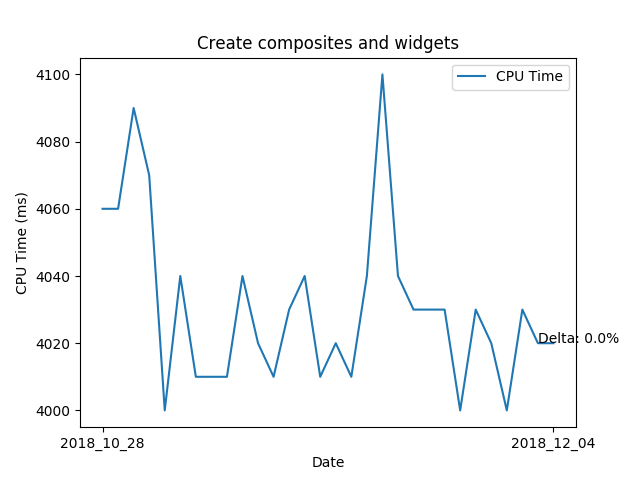 Create composites and widgets
CPU Time
4100
4080
4060
4040
4020
4000
CPU Time (ms)
Delta: 0.0%
2018_10_28
2018_12_04
Date